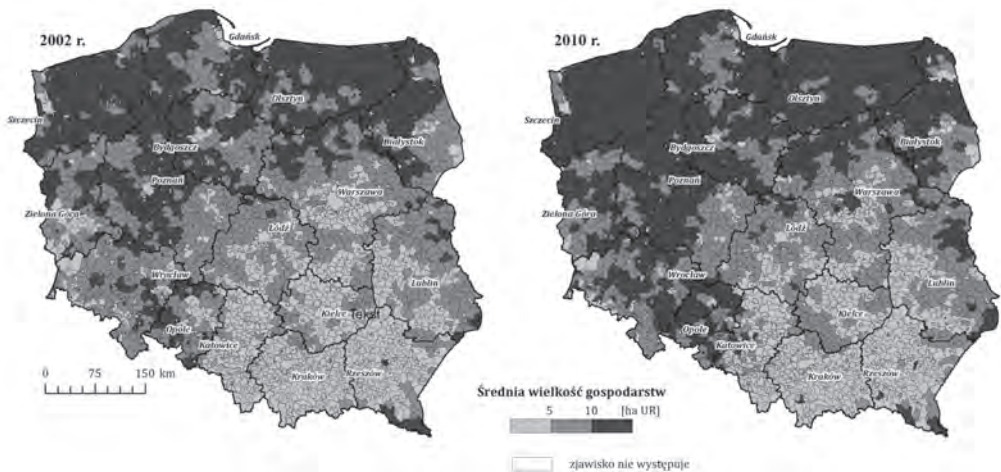 2002 r.
Gdańsk
Olsztyn
Szczecin
Bydgoszcz
Białystok
Poznań
Warszawa
Zielona Góra
Łódź
Wrocław
Lublin
Kielce
Tekst
Opole
Katowice
Kraków
Rzeszów
0 75 150 km
2010 r.
Gdańsk
Olsztyn
Szczecin
Bydgoszcz
Białystok
Poznań
Warszawa
Zielona Góra
Łódź
Wrocław
Lublin
Kielce
Opole
Katowice
Kraków
Rzeszów
Średnia wielkość gospodarstw
5 10 [ha UR]
zjawisko nie występuje